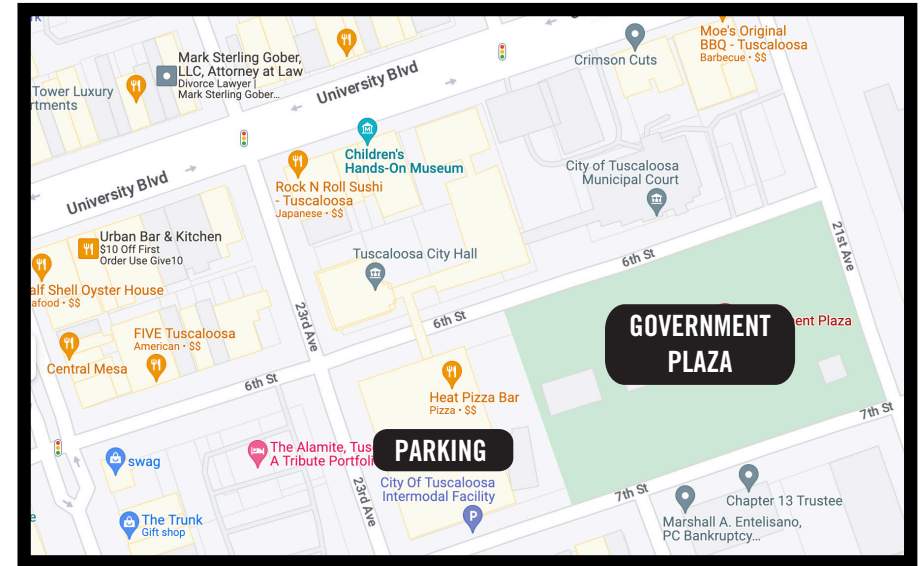 Moe's Original
BBQ - Tuscaloosa
Barbecue • $$
Crimson Cuts
Mark Sterling Gober,
LLC, Attorney at Law
Divorce Lawyer |
Mark Sterling Gober...
Tower Luxury
rtments
University Blvd
Children's
Hands-On Museum
Rock N Roll Sushi
- Tuscaloosa
Japanese • $$
City of Tuscaloosa
Municipal Court
University Blvd
Urban Bar & Kitchen
$10 Off First
Order Use Give10
Tuscaloosa City Hall
6th St
21st Ave
alf Shell Oyster House
afood • $$
23rd Ave
6th St
GOVERNMENT
PLAZA
ent Plaza
FIVE Tuscaloosa
American • $$
Central Mesa
6th St
Heat Pizza Bar
Pizza • $$
7th St
The Alamite, Tus
A Tribute Portfoli
PARKING
swag
City Of Tuscaloosa
Intermodal Facility
P
23rd Ave
7th St
Chapter 13 Trustee
Marshall A. Entelisano,
PC Bankruptcy...
The Trunk
Gift shop